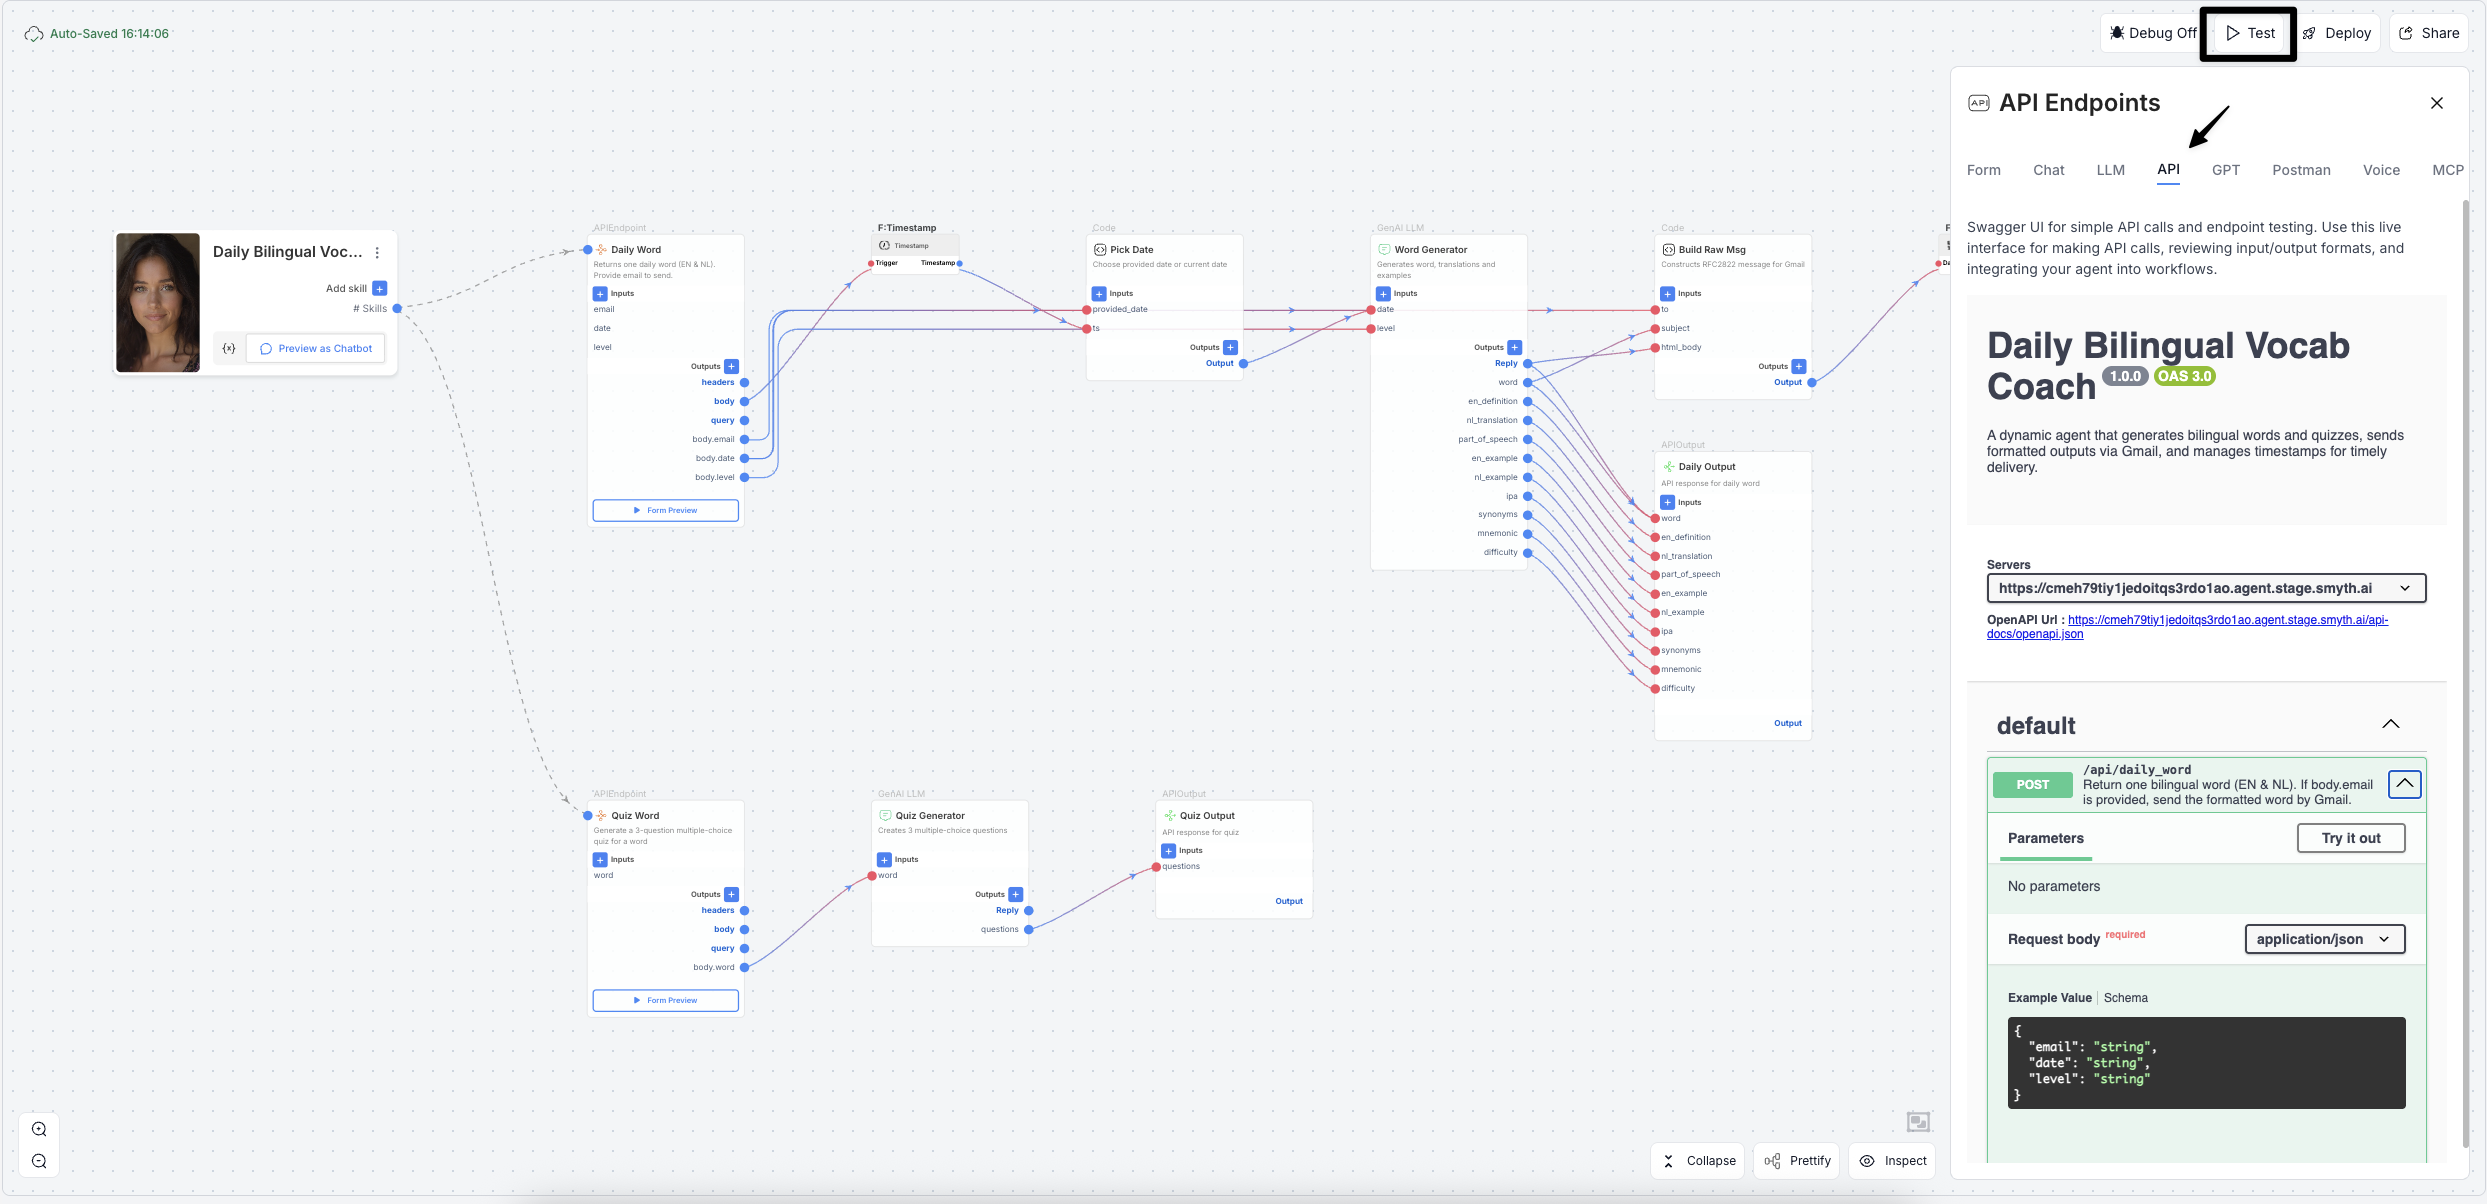 Auto-Saved 16:14:06
Debug Off
Test
Deploy
Share
Daily Bilingual Voc...
Add skill
# Skills
{x}
Preview as Chatbot
APIEndpoint
Daily Word
Returns one daily word (EN & NL).
Provide email to send.
Inputs
email
date
level
Outputs
headers
body
query
body.email
body.date
body.level
Form Preview
F:Timestamp
Timestamp
Trigger
Timestamp
Code
Pick Date
Choose provided date or current date
Inputs
provided_date
ts
Outputs
Output
GenAI LLM
Word Generator
Generates word, translations and
examples
Inputs
date
level
Outputs
Reply
word
en_definition
nl_translation
part_of_speech
en_example
nl_example
ipa
synonyms
mnemonic
difficulty
Code
Build Raw Msg
Constructs RFC2822 message for Gmail
Inputs
to
subject
html_body
Outputs
Output
APIOutput
Daily Output
API response for daily word
Inputs
word
en_definition
nl_translation
part_of_speech
en_example
nl_example
ipa
synonyms
mnemonic
difficulty
Output
APIEndpoint
Quiz Word
Generate a 3-question multiple-choice
quiz for a word
Inputs
word
Outputs
headers
body
query
body.word
Form Preview
GenAI LLM
Quiz Generator
Creates 3 multiple-choice questions
Inputs
word
Outputs
Reply
questions
APIOutput
Quiz Output
API response for quiz
Inputs
questions
Output
Collapse
Prettify
Inspect
API
API Endpoints
Form
Chat
LLM
API
GPT
Postman
Voice
MCP
Swagger UI for simple API calls and endpoint testing. Use this live
interface for making API calls, reviewing input/output formats, and
integrating your agent into workflows.
Daily Bilingual Vocab
Coach 1.0.0 OAS 3.0
A dynamic agent that generates bilingual words and quizzes, sends
formatted outputs via Gmail, and manages timestamps for timely
delivery.
Servers
https://cmeh79tiy1jedoitqs3rdo1ao.agent.stage.smyth.ai
OpenAPI Url : https://cmeh79tiy1jedoitqs3rdo1ao.agent.stage.smyth.ai/api-
docs/openapi.json
default
POST
/api/daily_word
Return one bilingual word (EN & NL). If body.email
is provided, send the formatted word by Gmail.
Parameters
Try it out
No parameters
Request body required
application/json
Example Value
Schema
{
"email": "string",
"date": "string",
"level": "string"
}